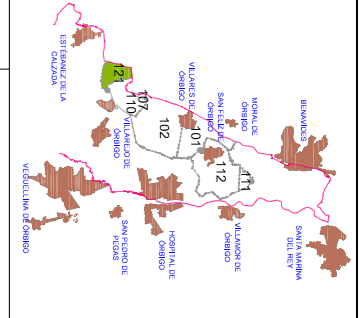 BENAVIDES
SANTA MARINA
DEL REY
MORAL DE
ÓRBIGO
111
VILLAMOR DE
ÓRBIGO
SAN FELIZ DE
ÓRBIGO
112
101
VILLARES DE
ÓRBIGO
HOSPITAL DE
ÓRBIGO
102
107
110
VILLAREJO DE
ÓRBIGO
SAN PEDRO DE
PEGAS
121
ESTÉBANEZ DE LA
CALZADA
VEGUELLINA DE ÓRBIGO